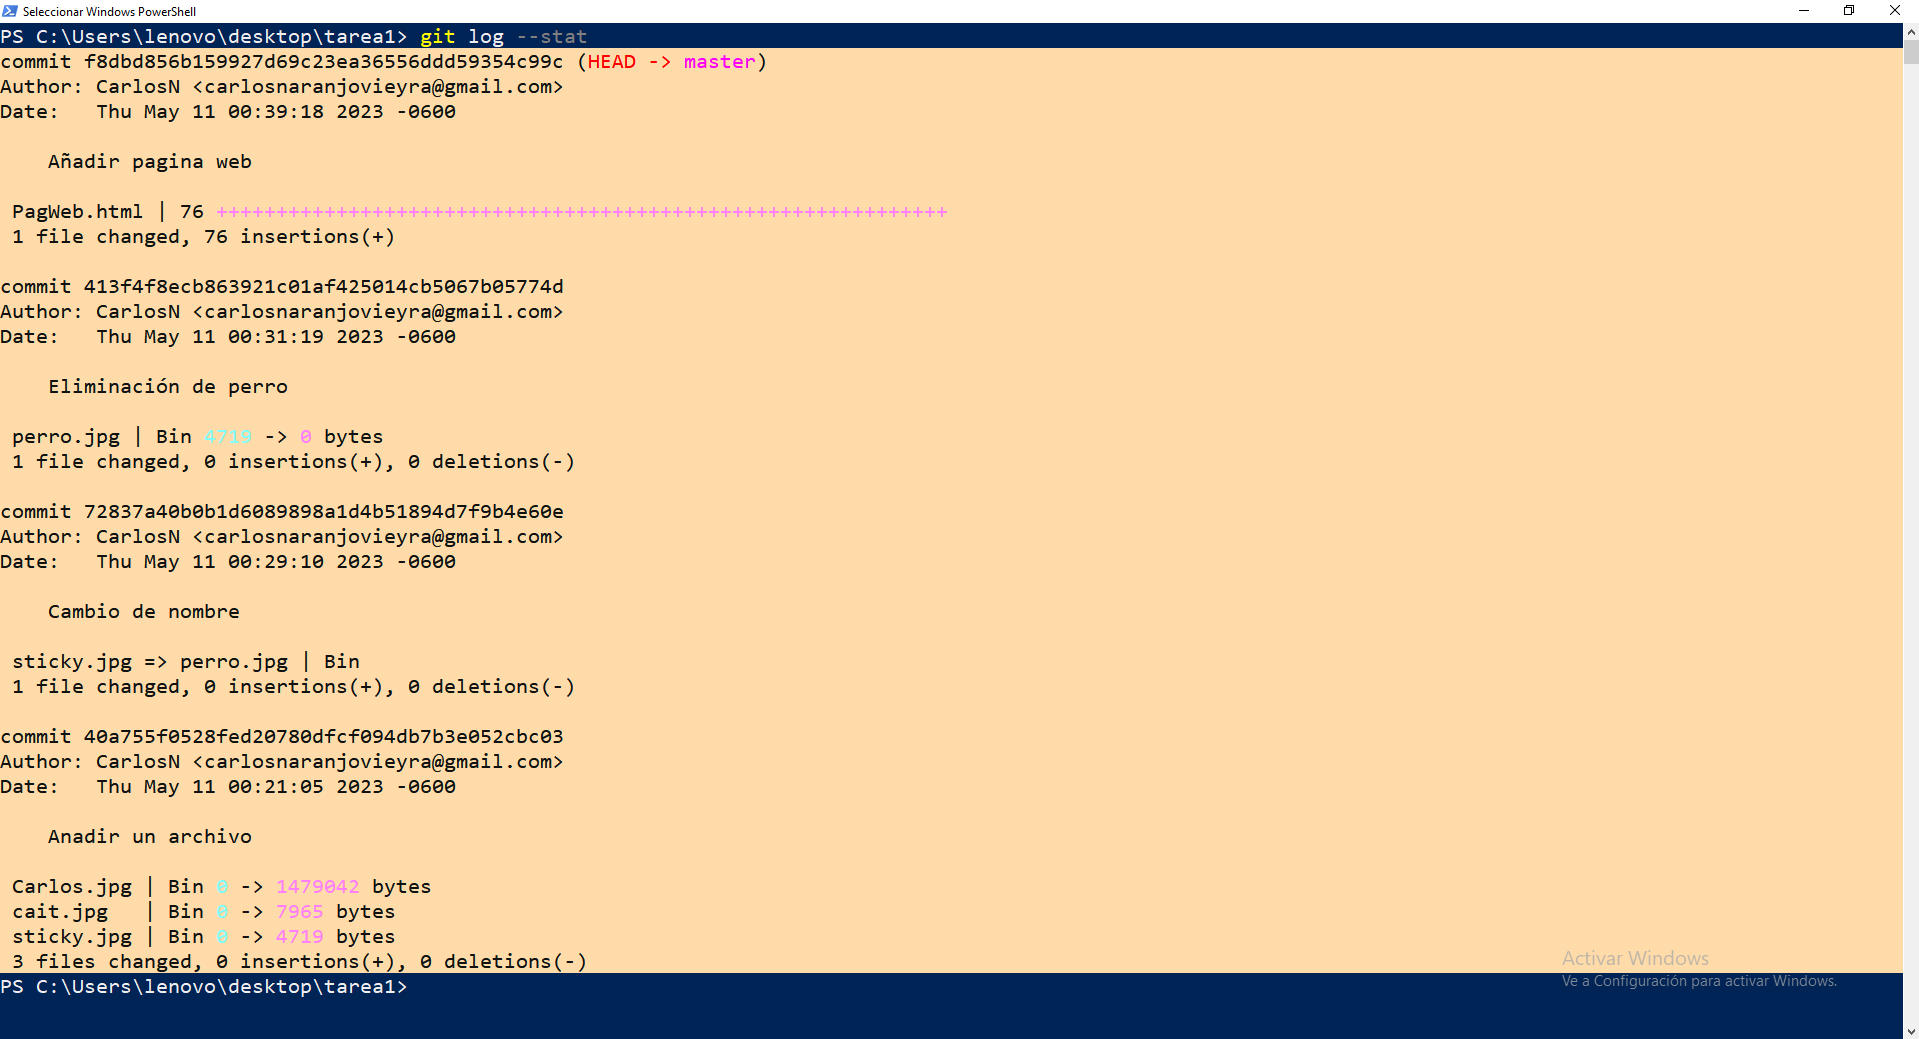 Seleccionar Windows PowerShell
PS C:\Users\lenovo\desktop\tarea1> git log --stat
commit f8dbd856b159927d69c23ea36556ddd59354c99c (HEAD -> master)
Author: CarlosN <carlosnaranjovieyra@gmail.com>
Date:   Thu May 11 00:39:18 2023 -0600

    Añadir pagina web

 PagWeb.html | 76 +++++++++++++++++++++++++++++++++++++++++++++++++++++++++++++
 1 file changed, 76 insertions(+)

commit 413f4f8ecb863921c01af425014cb5067b05774d
Author: CarlosN <carlosnaranjovieyra@gmail.com>
Date:   Thu May 11 00:31:19 2023 -0600

    Eliminación de perro

 perro.jpg | Bin 4719 -> 0 bytes
 1 file changed, 0 insertions(+), 0 deletions(-)

commit 72837a40b0b1d6089898a1d4b51894d7f9b4e60e
Author: CarlosN <carlosnaranjovieyra@gmail.com>
Date:   Thu May 11 00:29:10 2023 -0600

    Cambio de nombre

 sticky.jpg => perro.jpg | Bin
 1 file changed, 0 insertions(+), 0 deletions(-)

commit 40a755f0528fed20780dfcf094db7b3e052cbc03
Author: CarlosN <carlosnaranjovieyra@gmail.com>
Date:   Thu May 11 00:21:05 2023 -0600

    Anadir un archivo

 Carlos.jpg | Bin 0 -> 1479042 bytes
 cait.jpg   | Bin 0 -> 7965 bytes
 sticky.jpg | Bin 0 -> 4719 bytes
 3 files changed, 0 insertions(+), 0 deletions(-)
PS C:\Users\lenovo\desktop\tarea1>
Activar Windows
Ve a Configuración para activar Windows.